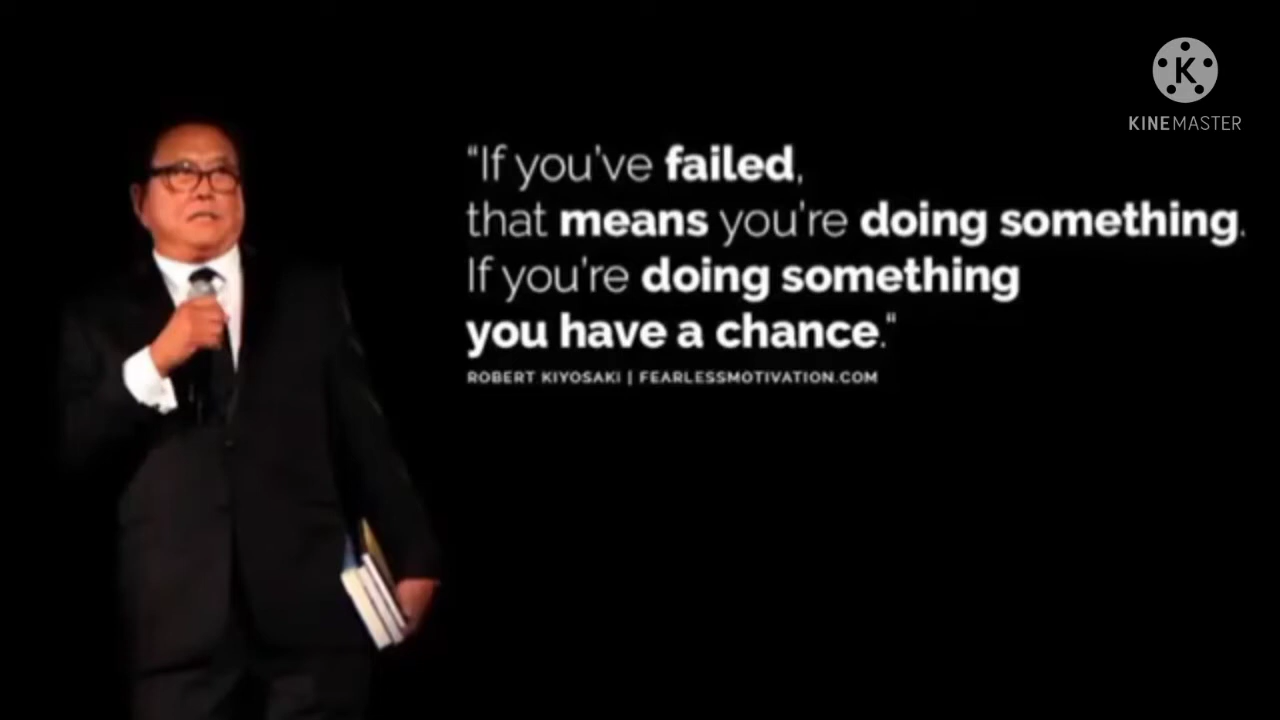 KINEMASTER
“If you've failed,
that means you're doing something.
If you're doing something
you have a chance.“
ROBERT KIYOSAKI | FEARLESSMOTIVATION.COM